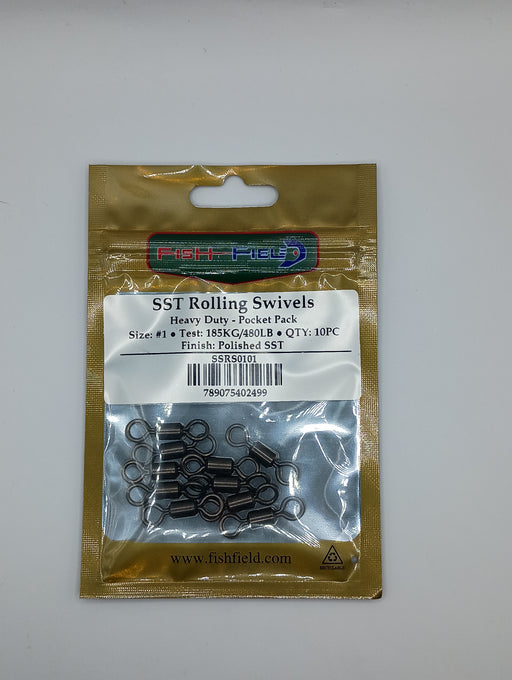 FISH FIELD
SST Rolling Swivels
Heavy Duty - Pocket Pack
Size: #1 ● Test: 185KG/480LB ● QTY: 10PC
Finish: Polished SST
SSRS0101
789075402499
www.fishfield.com
RECYCLABLE